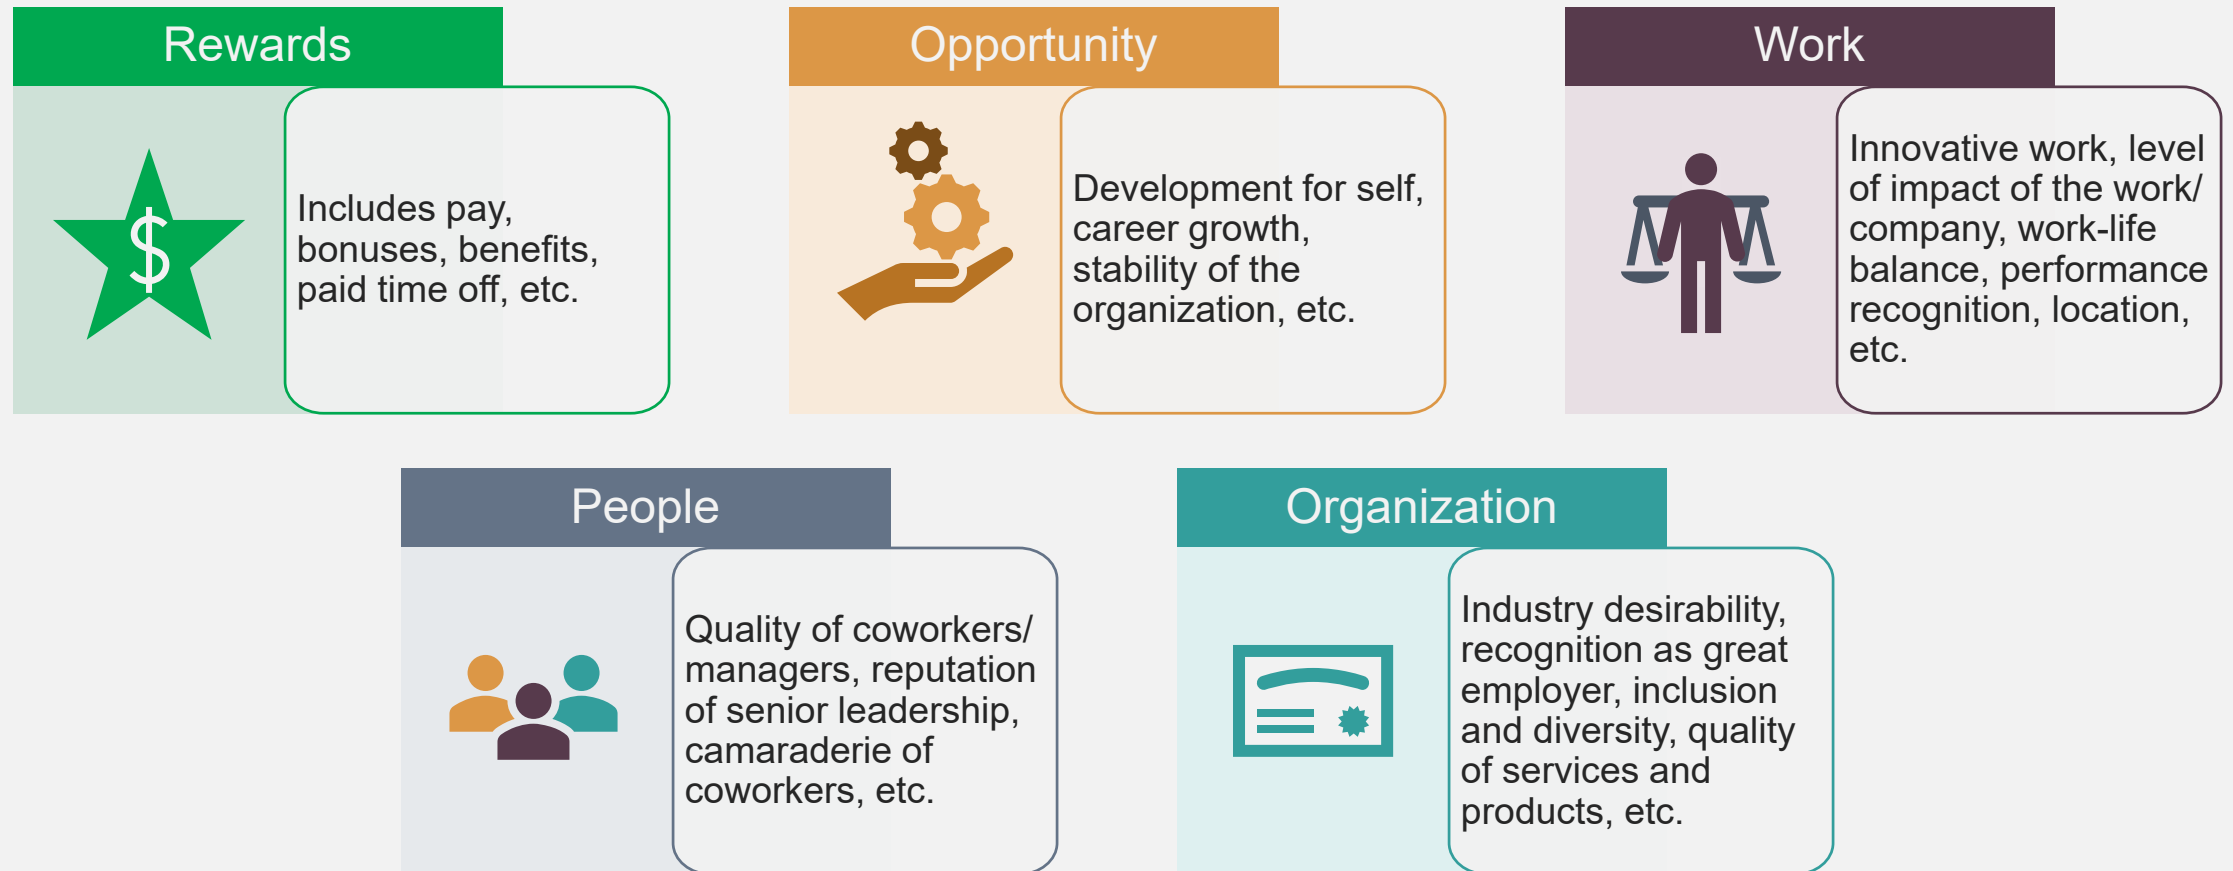 Rewards
$
Includes pay,
bonuses, benefits,
paid time off, etc.
Opportunity
Development for self,
career growth,
stability of the
organization, etc.
Work
Innovative work, level
of impact of the work/
company, work-life
balance, performance
recognition, location,
etc.
People
Quality of coworkers/
managers, reputation
of senior leadership,
camaraderie of
coworkers, etc.
Organization
Industry desirability,
recognition as great
employer, inclusion
and diversity, quality
of services and
products, etc.